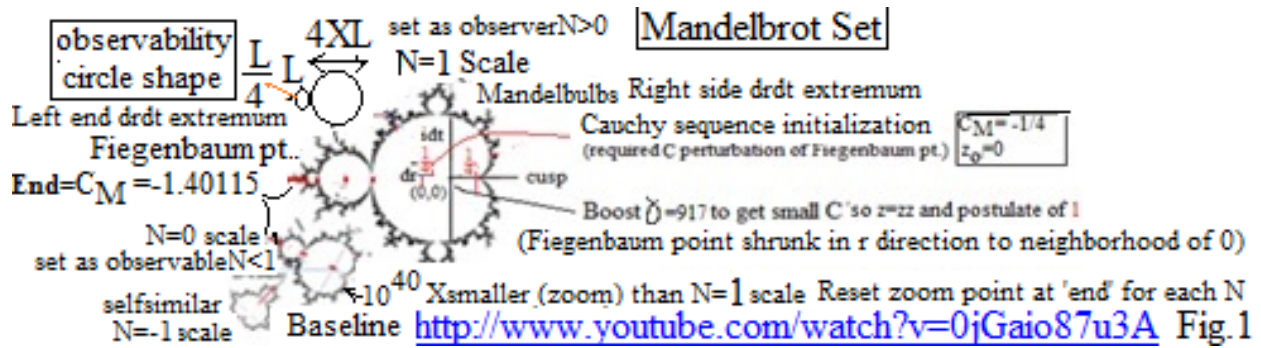 observability
circle shape
L
4
L
4XL
set as observerN>0
Mandelbrot Set
N=1 Scale
Mandelbulbs Right side drdt extremum
Left end drdt extremum
Fiegenbaum pt..
End=CM =-1.40115
idt
dr
(0,0)
cusp
Cauchy sequence initialization
(required C perturbation of Fiegenbaum pt.)
CM= -1/4
zo=0
Boost γ=917 to get small C so z=zz and postulate of 1
(Fiegenbaum point shrunk in r direction to neighborhood of 0)
N=0 scale
set as observableN<1
selfsimilar
N=-1 scale
10^40 Xsmaller (zoom) than N=1 scale Reset zoom point at 'end' for each N
Baseline http://www.youtube.com/watch?v=0jGaio87u3A Fig.1